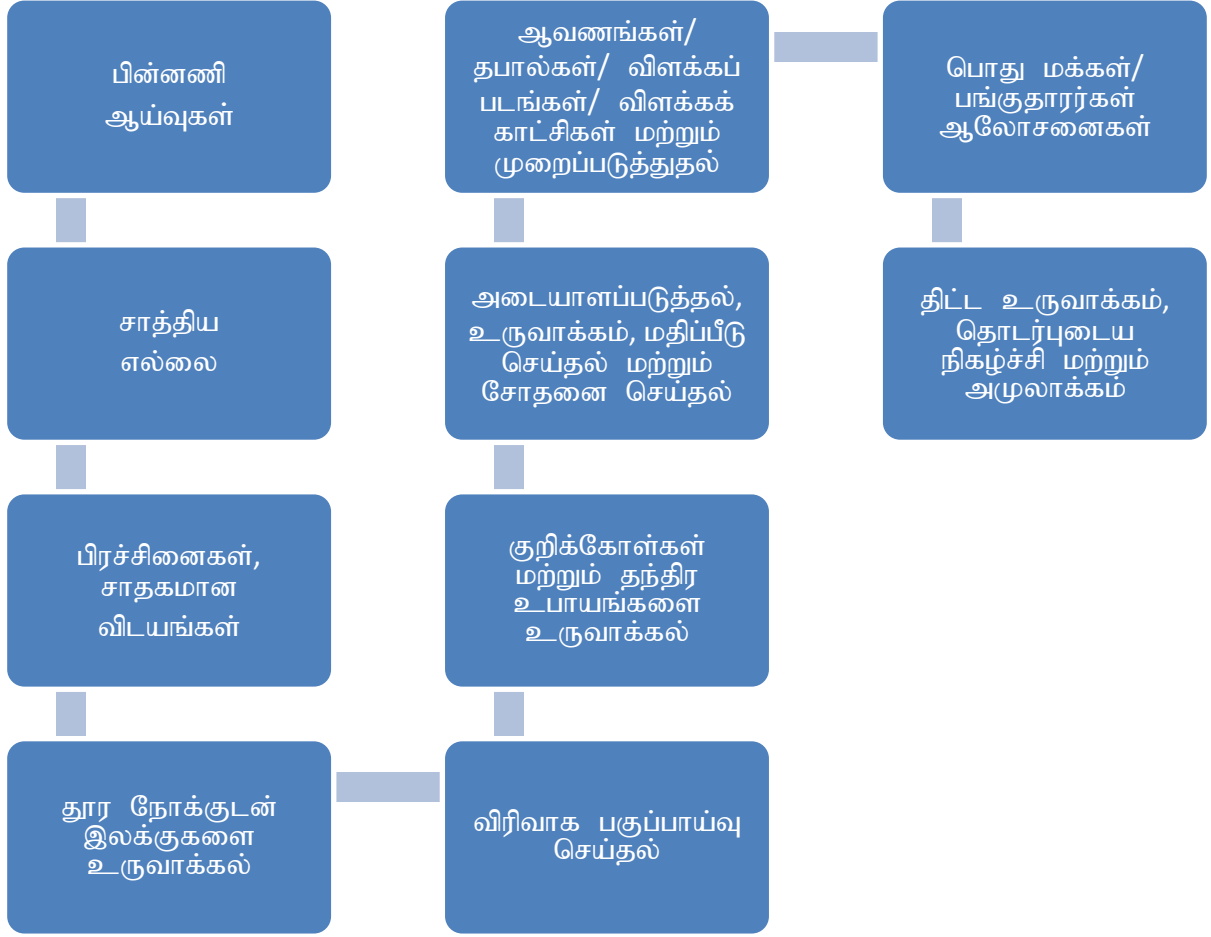 பின்னணி
ஆய்வுகள்
சாத்திய
எல்லை
பிரச்சினைகள்,
சாதகமான
விடயங்கள்
தூர நோக்குடன்
இலக்குகளை
உருவாக்கல்
விரிவாக பகுப்பாய்வு
செய்தல்
குறிக்கோள்கள்
மற்றும் தந்திர
உபாயங்களை
உருவாக்கல்
அடையாளப்படுத்தல்,
உருவாக்கம், மதிப்பீடு
செய்தல் மற்றும்
சோதனை செய்தல்
ஆவணங்கள்/
தபால்கள்/ விளக்கப்
படங்கள்/ விளக்கக்
காட்சிகள் மற்றும்
முறைப்படுத்துதல்
பொது மக்கள்/
பங்குதாரர்கள்
ஆலோசனைகள்
திட்ட உருவாக்கம்,
தொடர்புடைய
நிகழ்ச்சி மற்றும்
அமுலாக்கம்